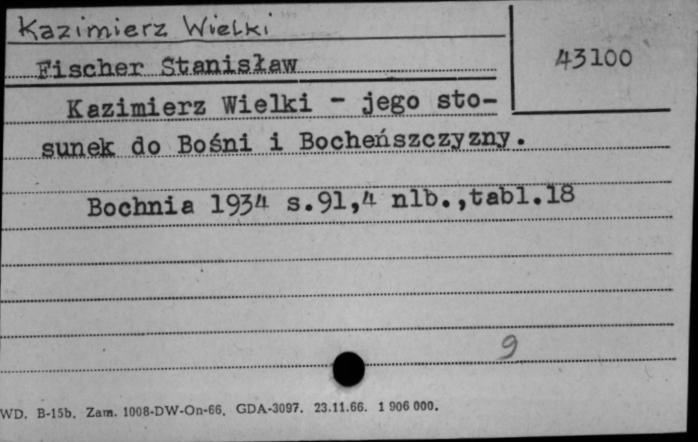 Kazimierz Wielki
43100
Fischer Stanisław
Kazimierz Wielki - jego sto-
sunek do Bośni i Bocheńszczyzny.
Bochnia 1934 s.91,4 nlb.,tabl.18
9
WD. B-15b. Zam. 1008-DW-On-66. GDA-3097. 23.11.66. 1 906 000.